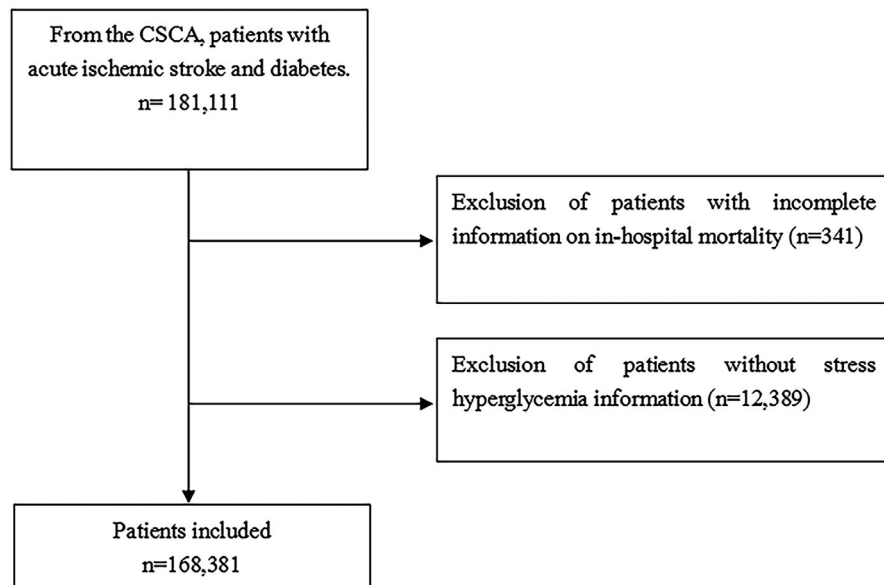 From the CSCA, patients with
acute ischemic stroke and diabetes.
n= 181,111
Exclusion of patients with incomplete
information on in-hospital mortality (n=341)
Exclusion of patients without stress
hyperglycemia information (n=12,389)
Patients included
n=168,381